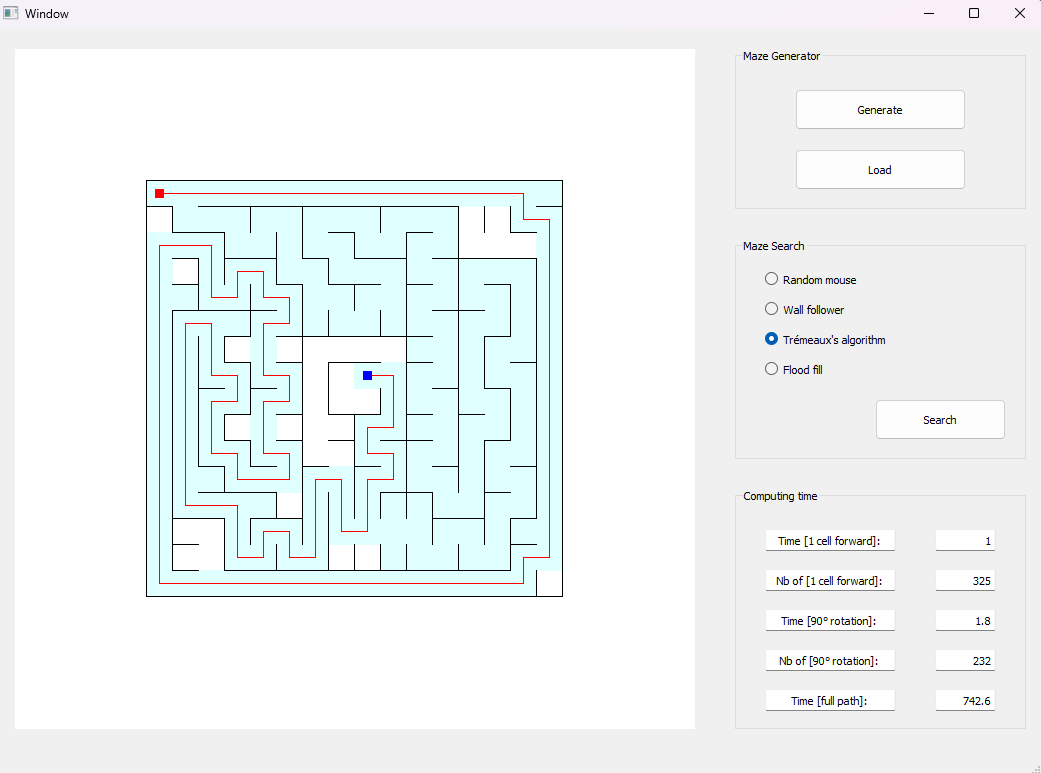 Window
Maze Generator
Generate
Load
Maze Search
Random mouse
Wall follower
Trémeaux's algorithm
Flood fill
Search
Computing time
Time [1 cell forward]: 1
Nb of [1 cell forward]: 325
Time [90° rotation]: 1.8
Nb of [90° rotation]: 232
Time [full path]: 742.6